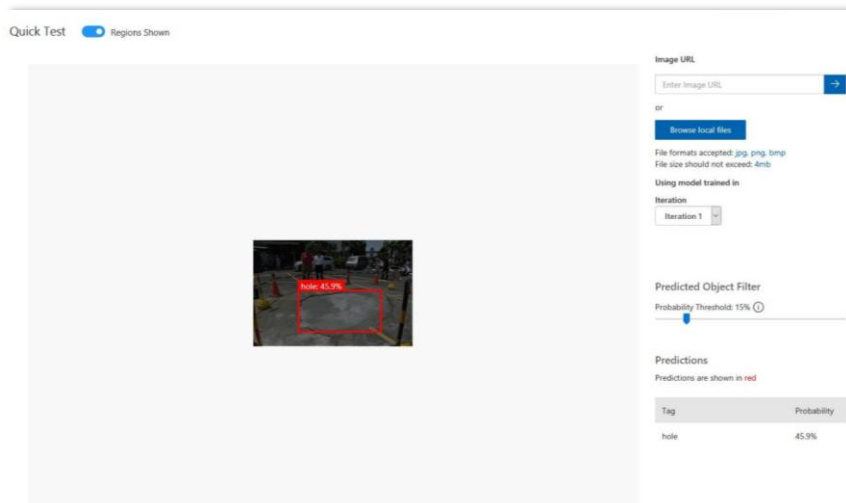 Quick Test
Regions Shown
hole: 45.9%
Image URL
Enter Image URL
or
Browse local files
File formats accepted: jpg, png, bmp
File size should not exceed: 4mb
Using model trained in
Iteration
Iteration 1
Predicted Object Filter
Probability Threshold: 15%
Predictions
Predictions are shown in red
Tag Probability
hole 45.9%